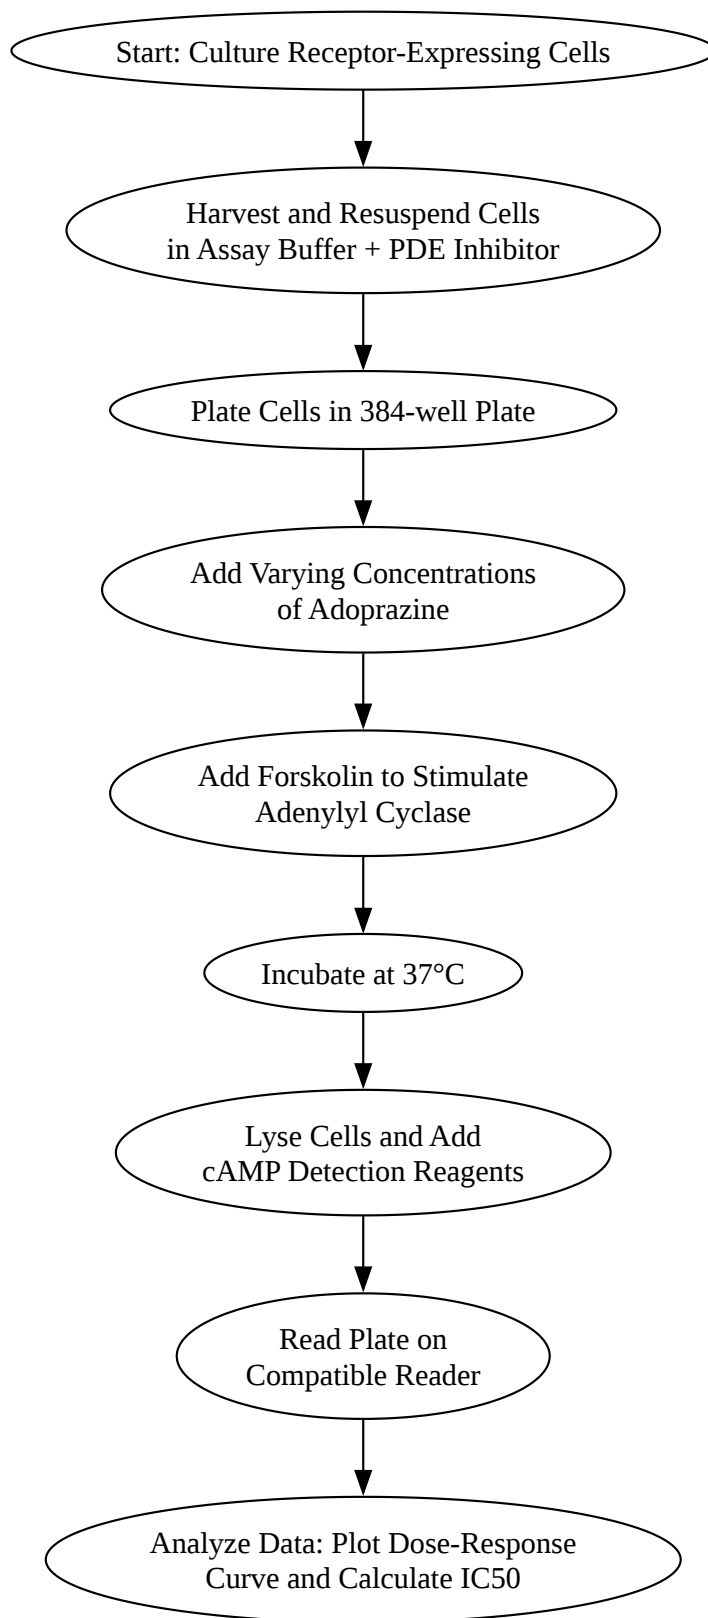 Start: Culture Receptor-Expressing Cells
Harvest and Resuspend Cells
in Assay Buffer + PDE Inhibitor
Plate Cells in 384-well Plate
Add Varying Concentrations
of Adoprazine
Add Forskolin to Stimulate
Adenylyl Cyclase
Incubate at 37°C
Lyse Cells and Add
cAMP Detection Reagents
Read Plate on
Compatible Reader
Analyze Data: Plot Dose-Response
Curve and Calculate IC50